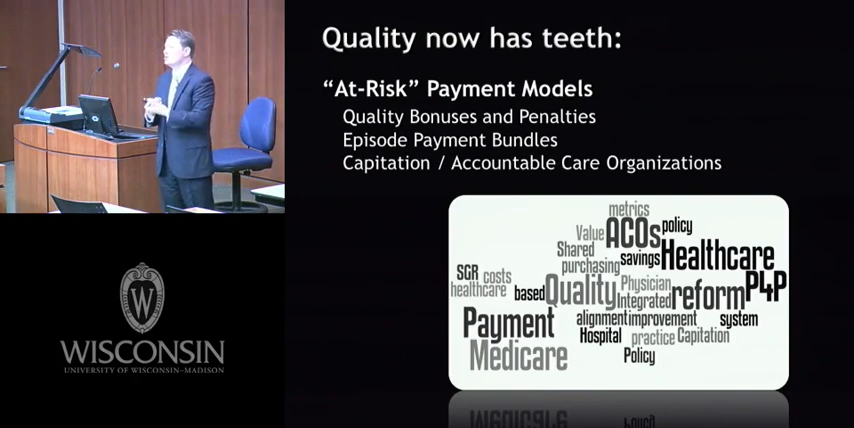 Quality now has teeth:
“At-Risk” Payment Models
Quality Bonuses and Penalties
Episode Payment Bundles
Capitation / Accountable Care Organizations
metrics
Value ACOs policy
Shared savings Healthcare
purchasing
SGR costs
healthcare based Quality Physician Integrated reform P4P
Payment alignment improvement system
Hospital practice Capitation
Medicare Policy
W
WISCONSIN
UNIVERSITY OF WISCONSIN–MADISON